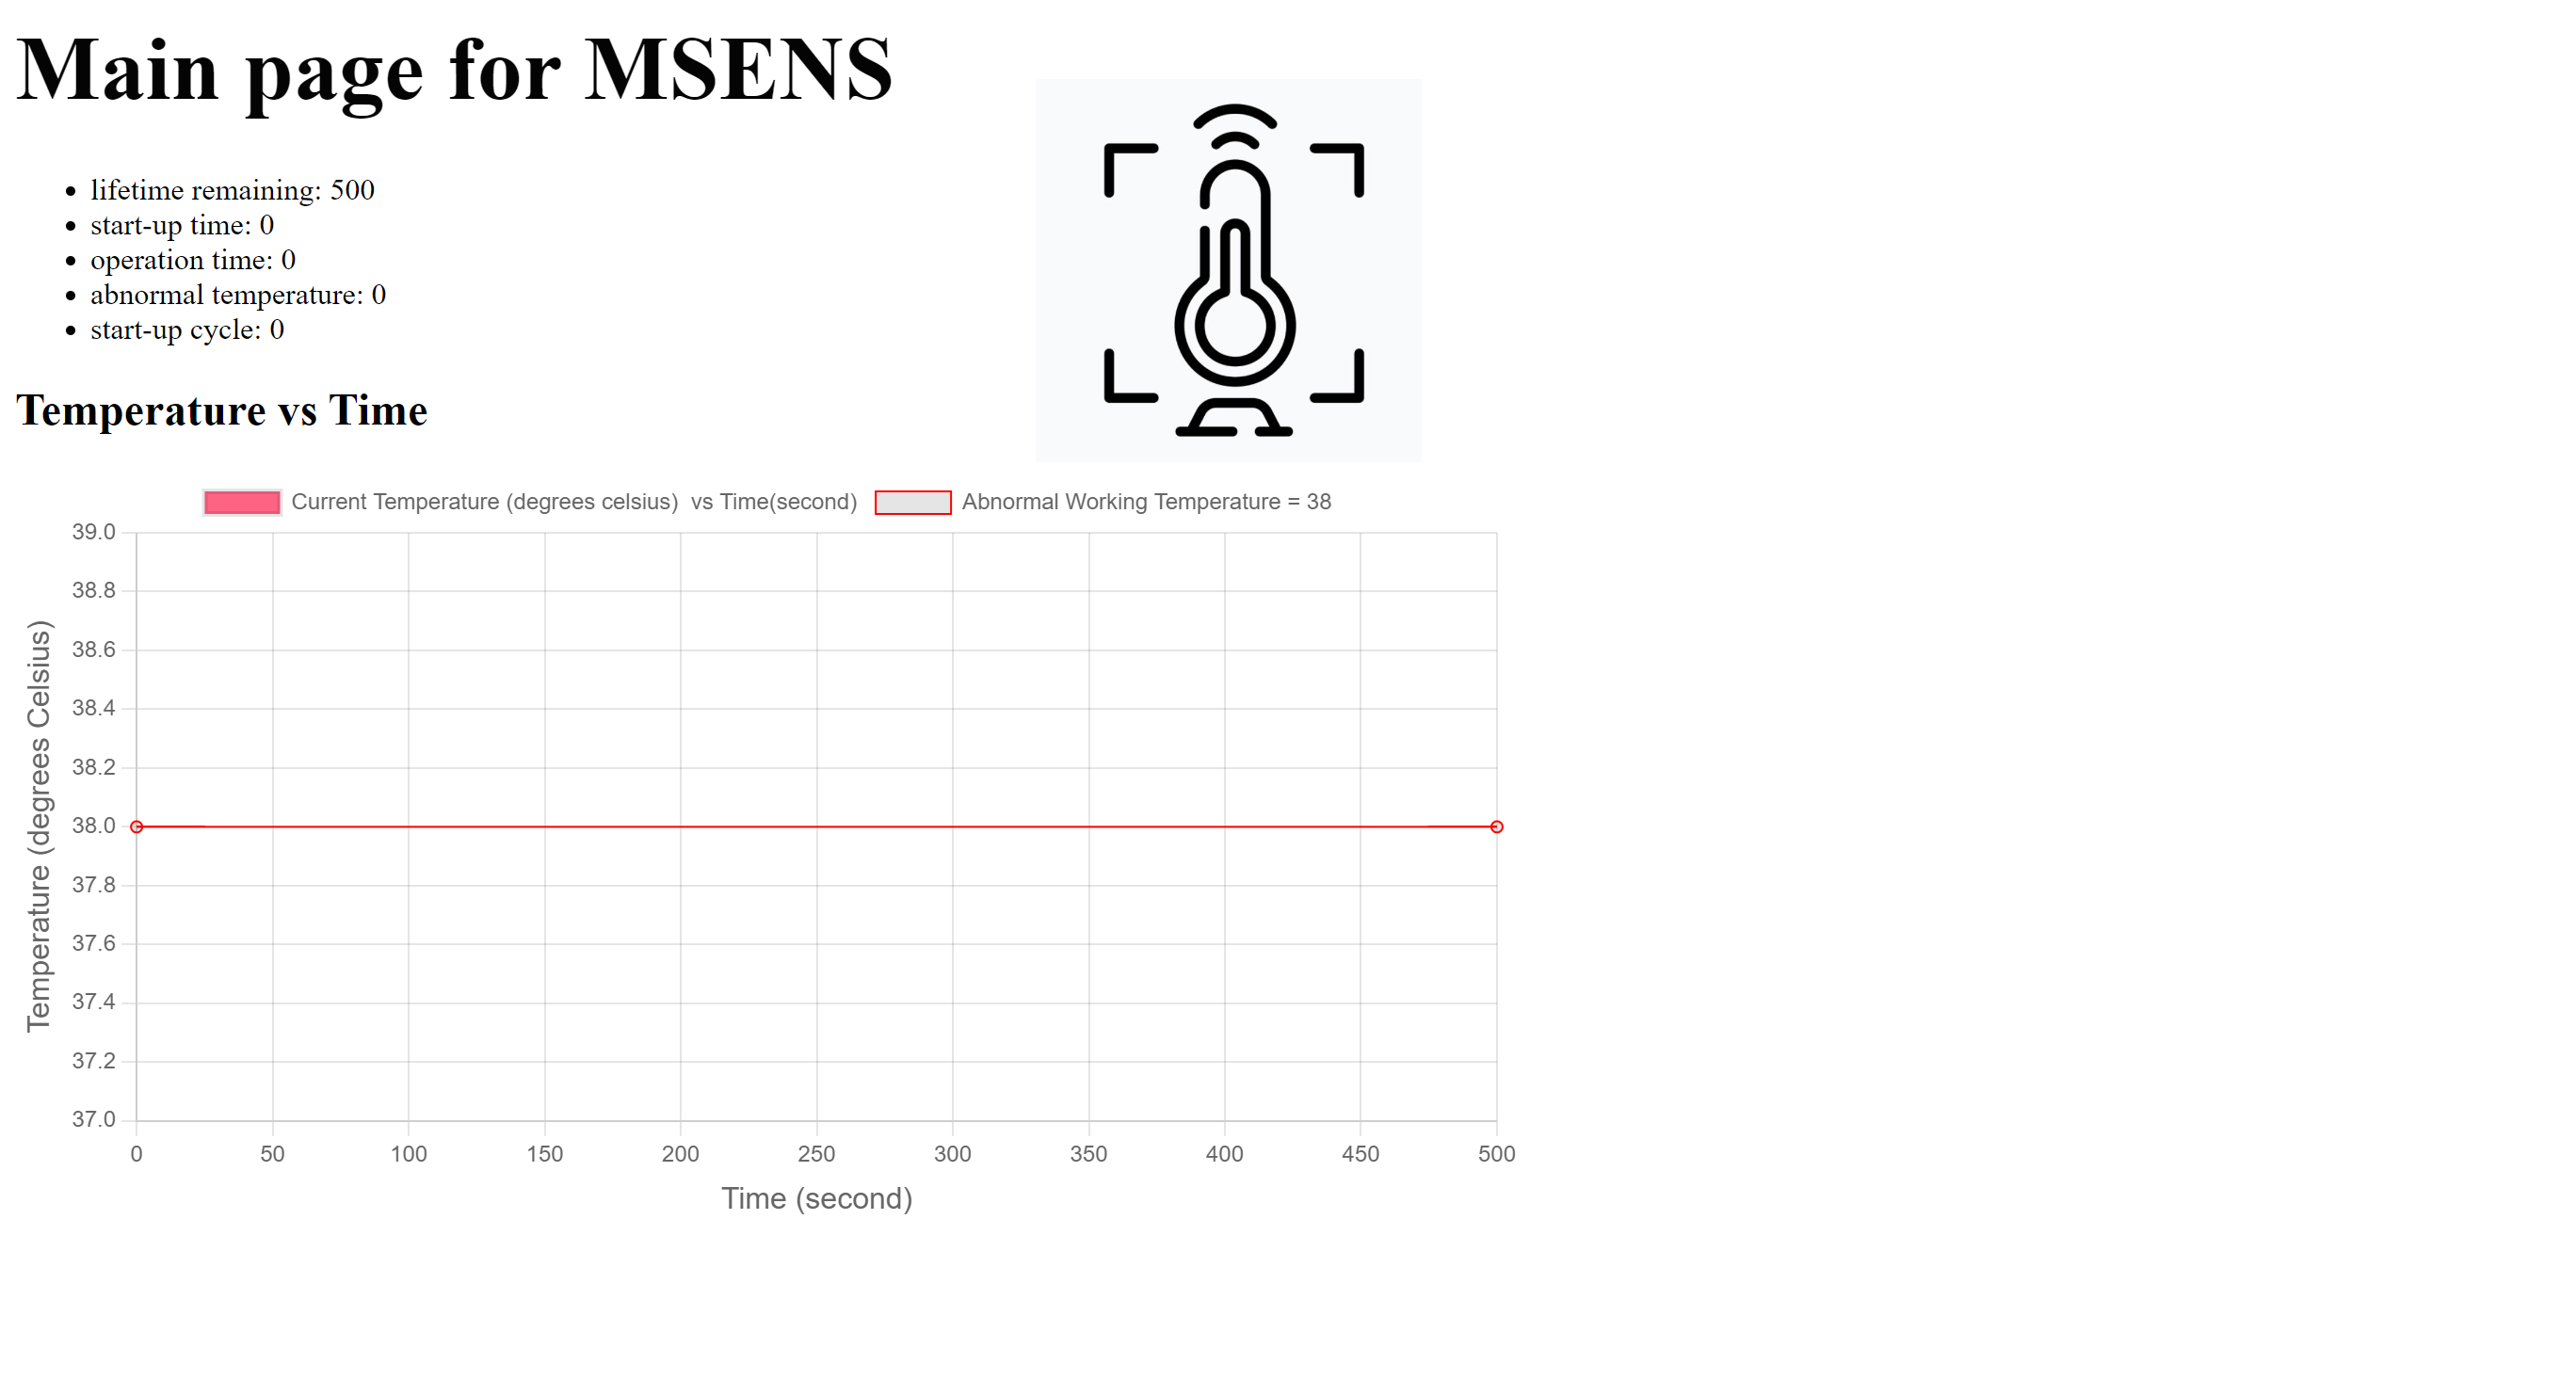 Main page for MSENS
lifetime remaining: 500
start-up time: 0
operation time: 0
abnormal temperature: 0
start-up cycle: 0
Temperature vs Time
Current Temperature (degrees celsius)  vs Time(second)
Abnormal Working Temperature = 38
Temperature (degrees Celsius)
39.0
38.8
38.6
38.4
38.2
38.0
37.8
37.6
37.4
37.2
37.0
0 50 100 150 200 250 300 350 400 450 500
Time (second)